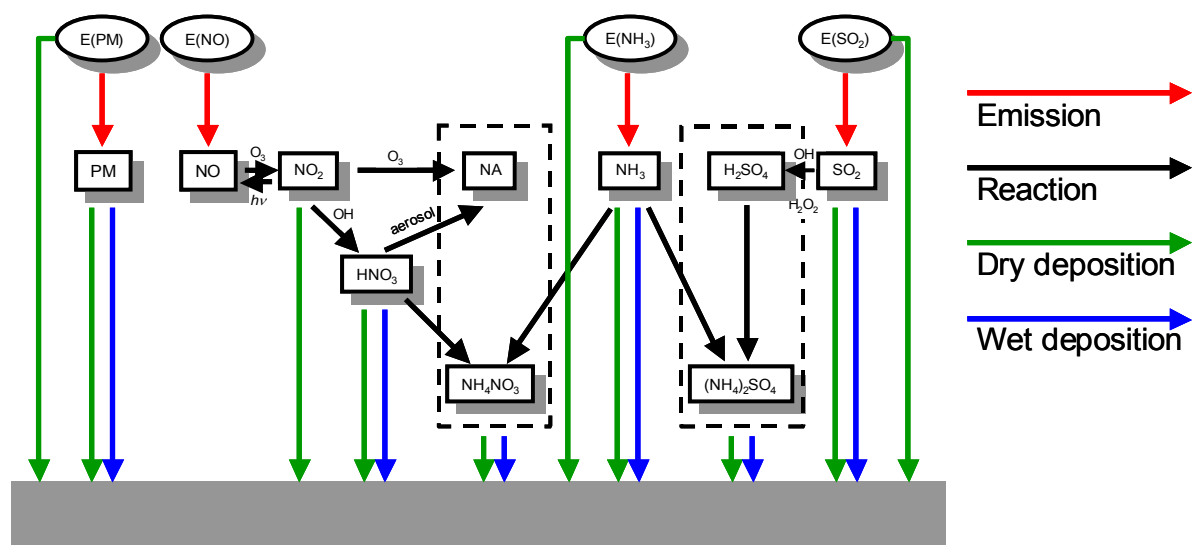 E(PM)
E(NO)
E(NH₃)
E(SO₂)
Emission
PM
NO
O₃
hν
NO₂
O₃
NA
NH₃
H₂SO₄
OH
H₂O₂
SO₂
Reaction
OH
aerosol
HNO₃
Dry deposition
Wet deposition
NH₄NO₃
(NH₄)₂SO₄